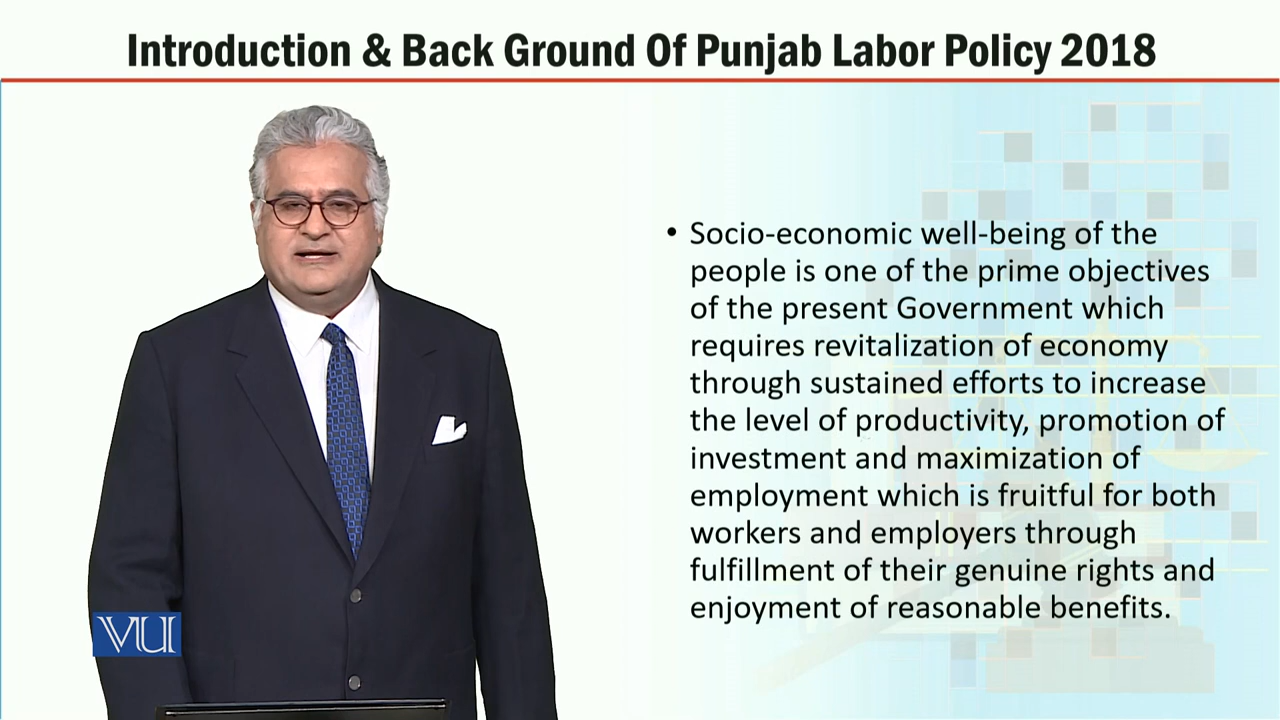 Introduction & Back Ground Of Punjab Labor Policy 2018
• Socio-economic well-being of the
people is one of the prime objectives
of the present Government which
requires revitalization of economy
through sustained efforts to increase
the level of productivity, promotion of
investment and maximization of
employment which is fruitful for both
workers and employers through
fulfillment of their genuine rights and
enjoyment of reasonable benefits.
VU